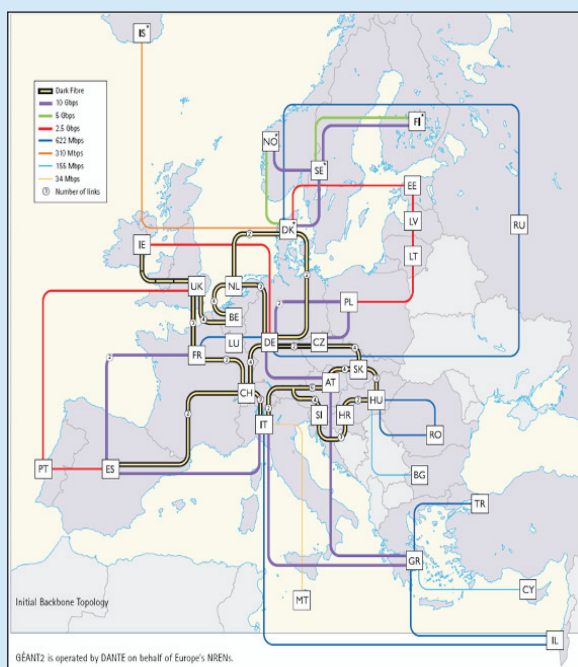 IS*
Dark Fibre
10 Gbps
5 Gbps
2.5 Gbps
622 Mbps
310 Mbps
155 Mbps
34 Mbps
Number of links
NO*
FI*
SE*
EE
RU
LV
DK*
IE
LT
UK
NL
PL
BE
LU
DE
CZ
FR
SK
AT
CH
HU
SI
HR
IT
RO
PT
ES
BG
TR
GR
CY
MT
IL
Initial Backbone Topology
GÉANT2 is operated by DANTE on behalf of Europe's NRENs.